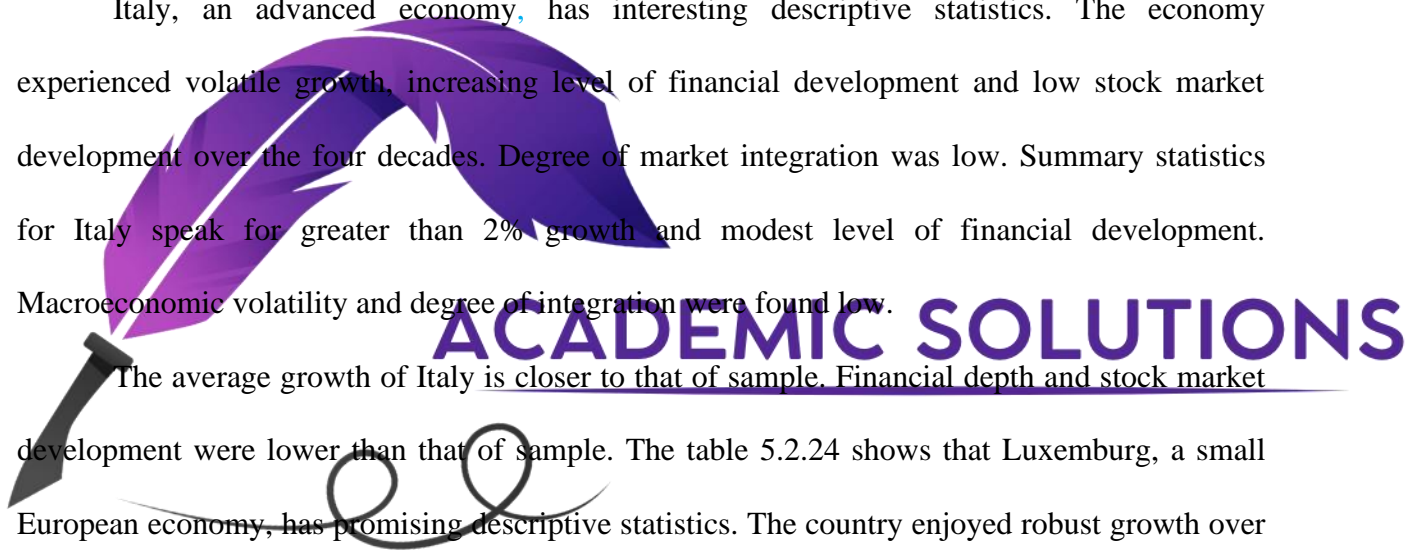 Italy, an advanced economy, has interesting descriptive statistics. The economy
experienced volatile growth, increasing level of financial development and low stock market
development over the four decades. Degree of market integration was low. Summary statistics
for Italy speak for greater than 2% growth and modest level of financial development.
Macroeconomic volatility and degree of integration were found low.
ACADEMIC SOLUTIONS
The average growth of Italy is closer to that of sample. Financial depth and stock market
development were lower than that of sample. The table 5.2.24 shows that Luxemburg, a small
European economy, has promising descriptive statistics. The country enjoyed robust growth over